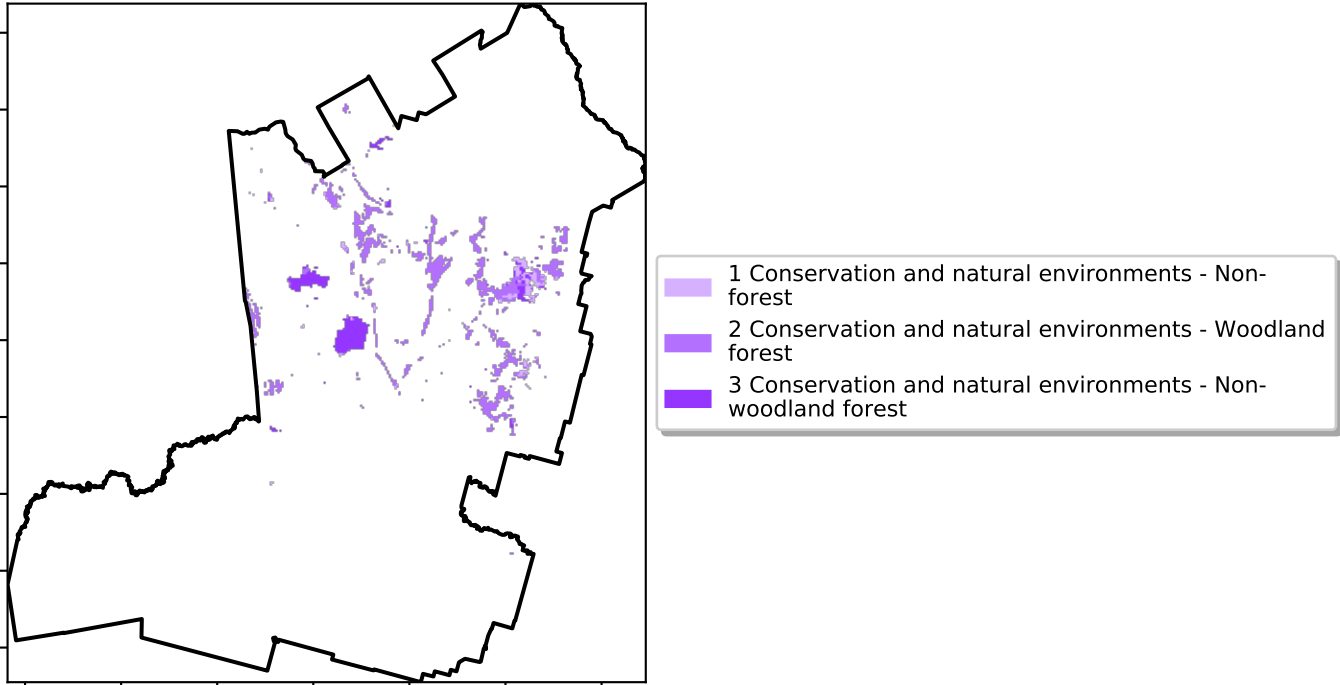 1 Conservation and natural environments - Non-
forest
2 Conservation and natural environments - Woodland
forest
3 Conservation and natural environments - Non-
woodland forest